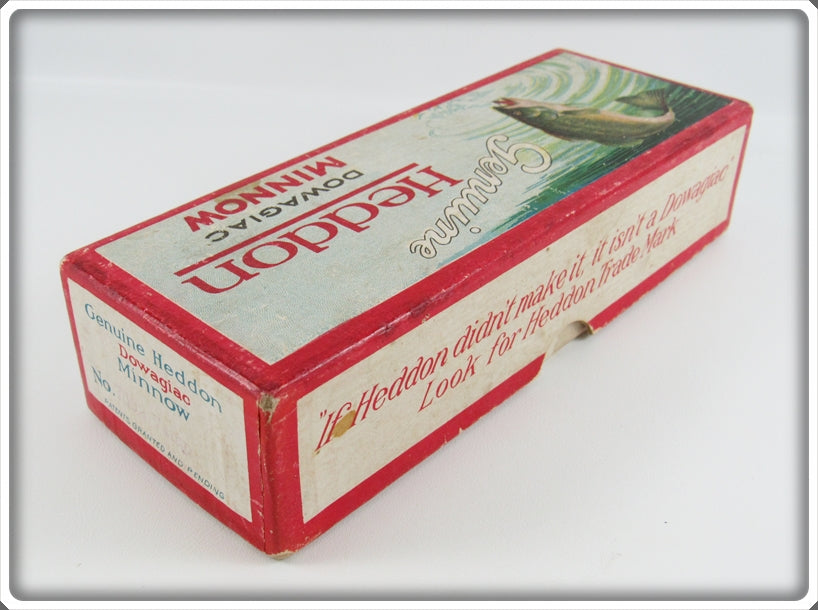 Genuine
Heddon
DOWAGIAC
MINNOW
"If Heddon didn't make it, it isn't a Dowagiac"
Look for Heddon Trade Mark
Genuine Heddon
Dowagiac
Minnow
No.
PATENTS GRANTED AND PENDING